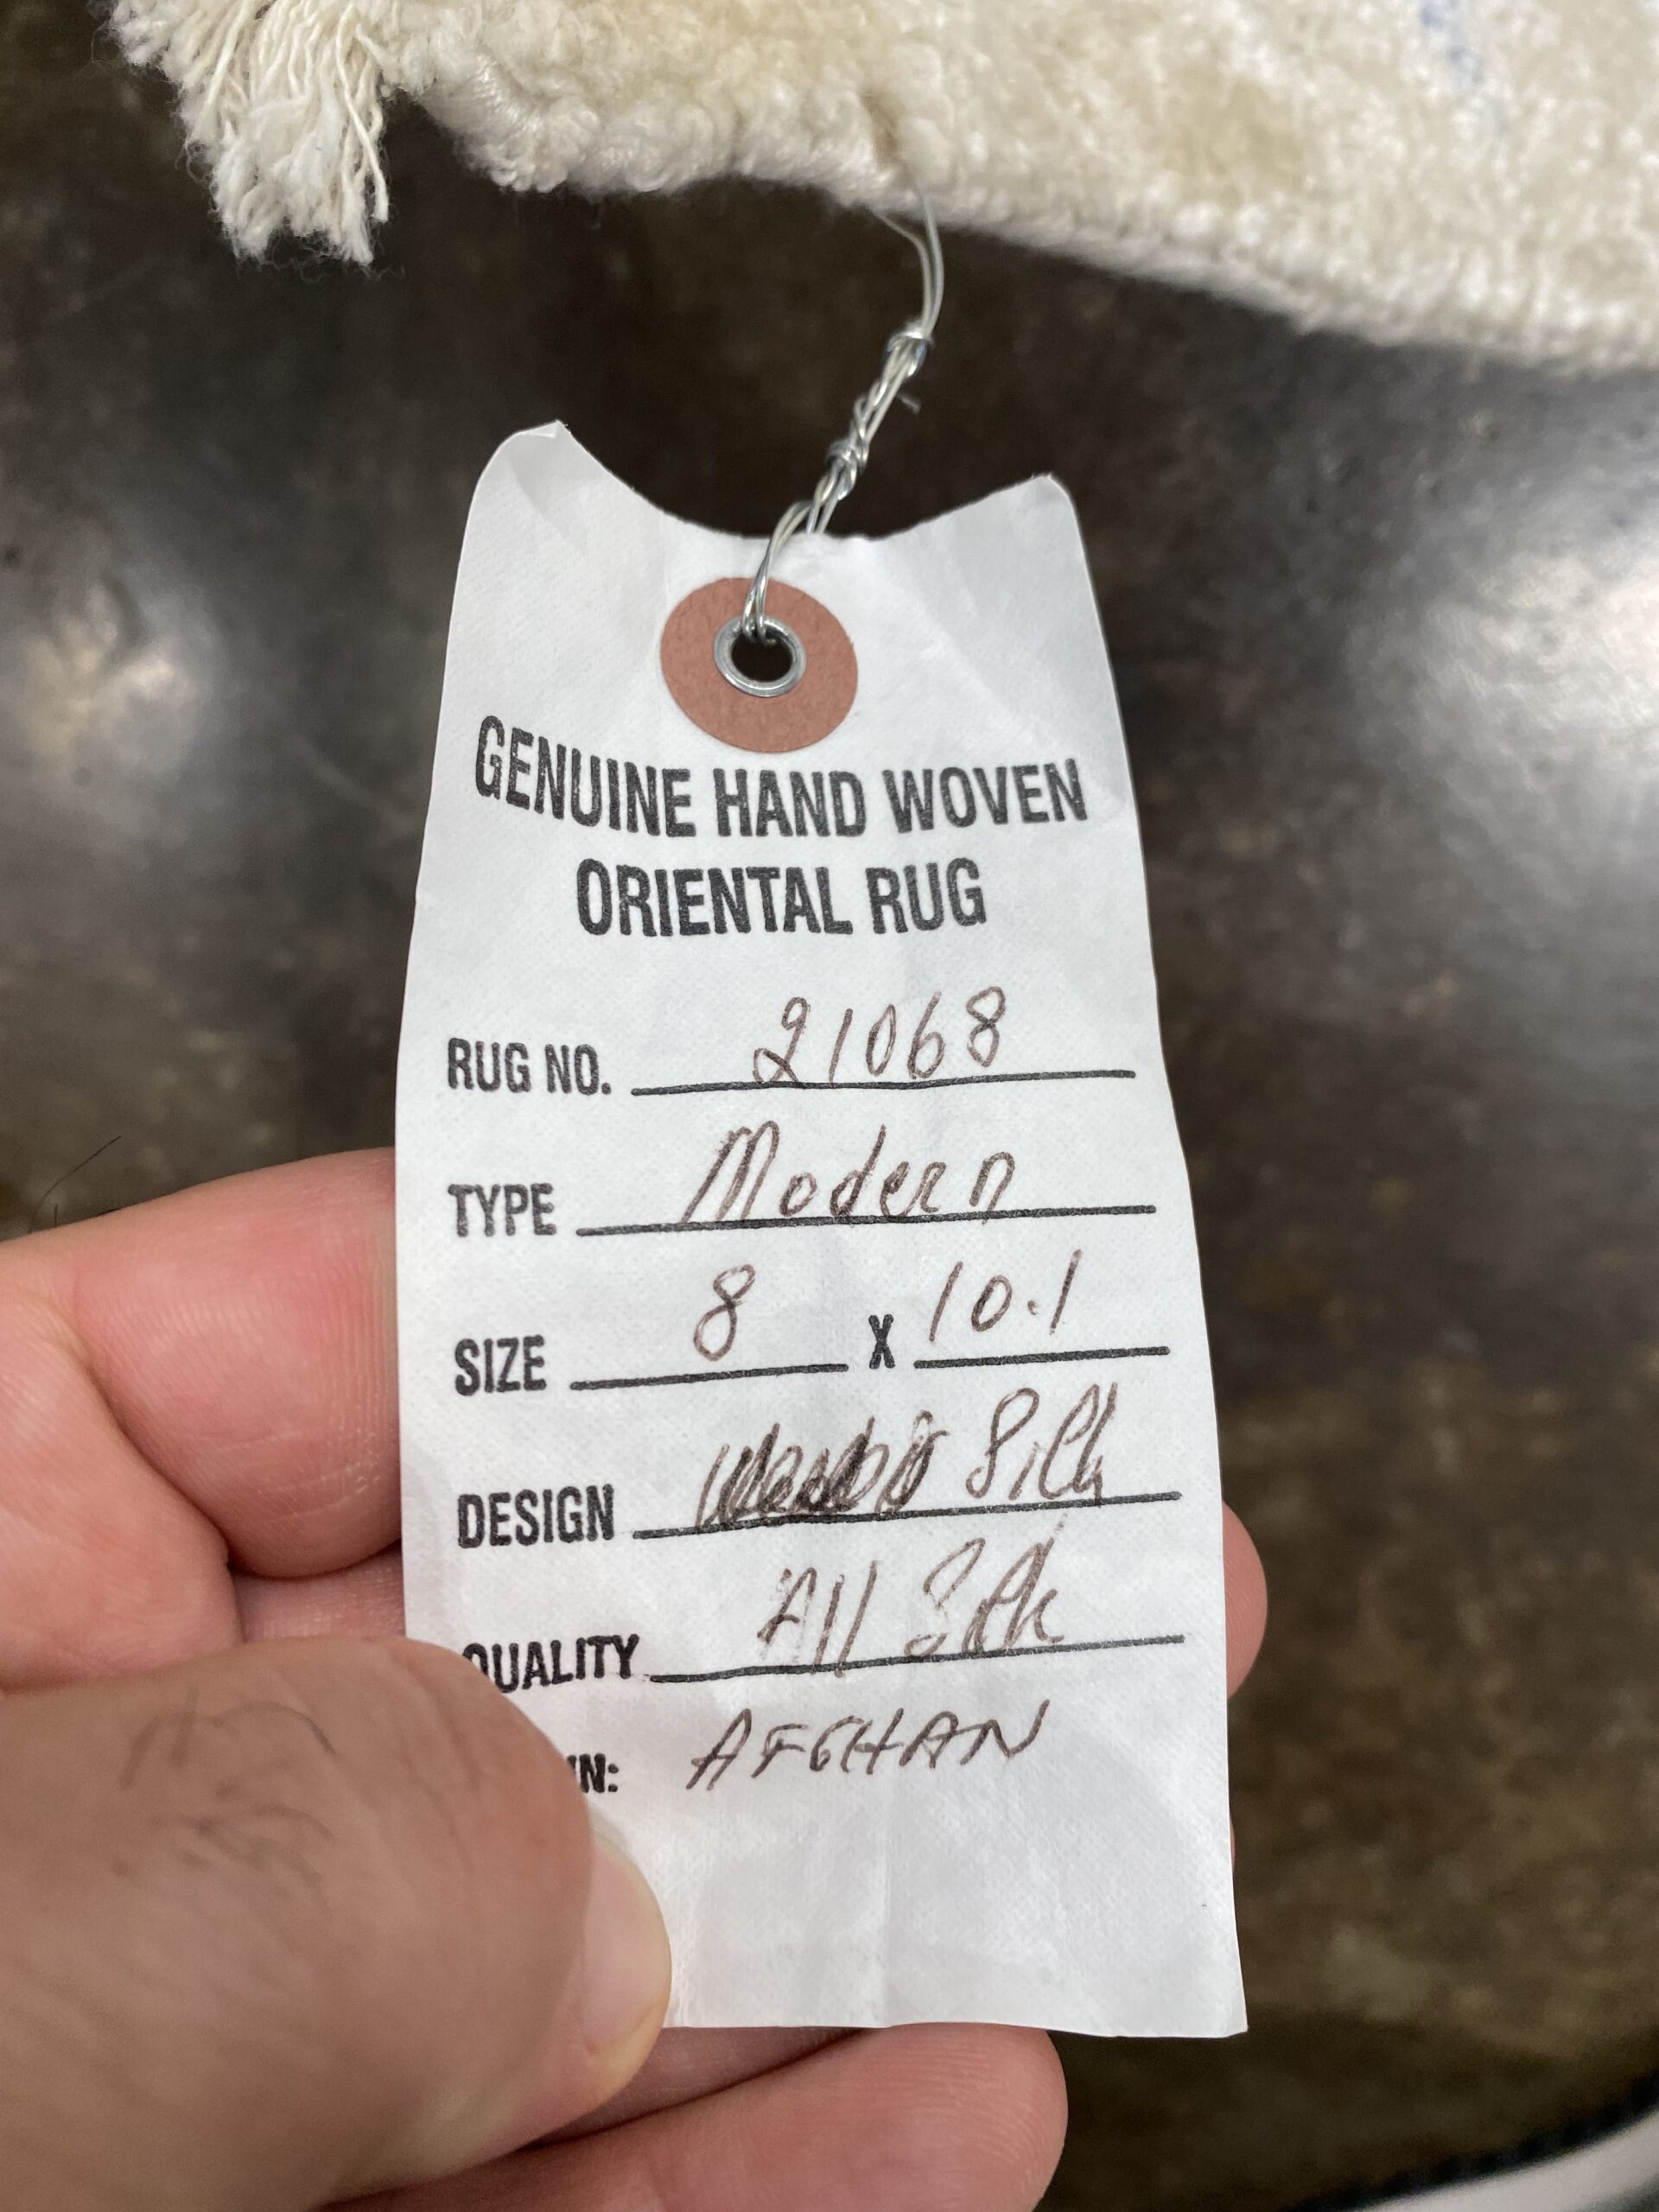 GENUINE HAND WOVEN
ORIENTAL RUG
RUG NO. 21068
TYPE Modern
SIZE 8 X 10.1
DESIGN Silk
QUALITY All Silk
IN: AFGHAN